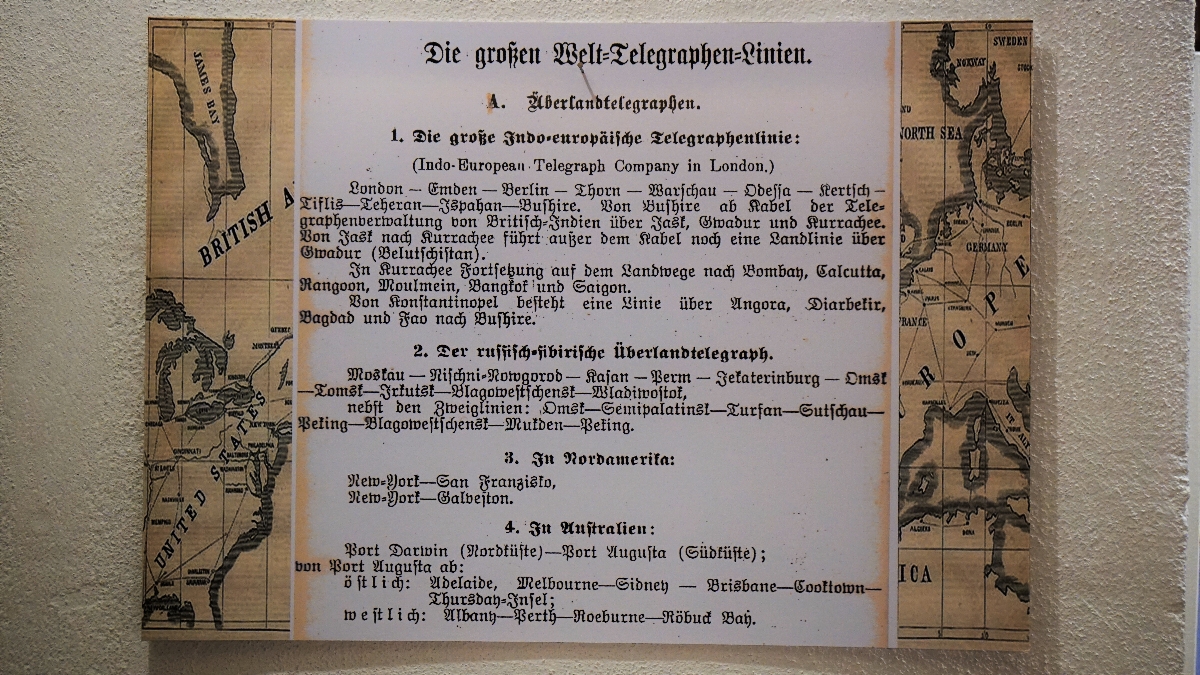 Die großen Welt-Telegraphen-Linien.
A. Überlandtelegraphen.
1. Die große Indo-europäische Telegraphenlinie:
(Indo-European Telegraph Company in London.)
London — Emden — Berlin — Thorn — Warschau — Odessa — Kertsch —
Tiflis—Teheran—Ispahan—Bushire. Von Bushire ab Kabel der Tele-
graphenverwaltung von Britisch-Indien über Jask, Gwadur und Kurrachee.
Von Jask nach Kurrachee führt außer dem Kabel noch eine Landlinie über
Gwadur (Belutschistan).
In Kurrachee Fortsetzung auf dem Landwege nach Bombay, Calcutta,
Rangoon, Moulmein, Bangkok und Saigon.
Von Konstantinopel besteht eine Linie über Angora, Diarbekir,
Bagdad und Fao nach Bushire.
2. Der russisch-sibirische Überlandtelegraph.
Moskau — Nischni-Nowgorod — Kasan — Perm — Jekaterinburg — Omsk
—Tomsk—Irkutsk—Blagowestschensk—Wladiwostok,
nebst den Zweiglinien: Omsk—Semipalatinsk—Turfan—Sutschau—
Peking—Blagowestschensk—Mukden—Peking.
3. In Nordamerika:
New-York—San Franzisko,
New-York—Galveston.
4. In Australien:
Port Darwin (Nordküste)—Port Augusta (Südküste);
von Port Augusta ab:
östlich: Adelaide, Melbourne—Sidney — Brisbane—Cooktown—
Thursday-Insel;
westlich: Albany—Perth—Roeburne—Röbuck Bay.
JAMES BAY
BRITISH A
MONTREAL
NEW YORK
PHILADELPHIA
CINCINNATI
UNITED STATES
SWEDEN
NORWAY
NORTH SEA
BERLIN
GERMANY
FRANCE
ROPE
ICA